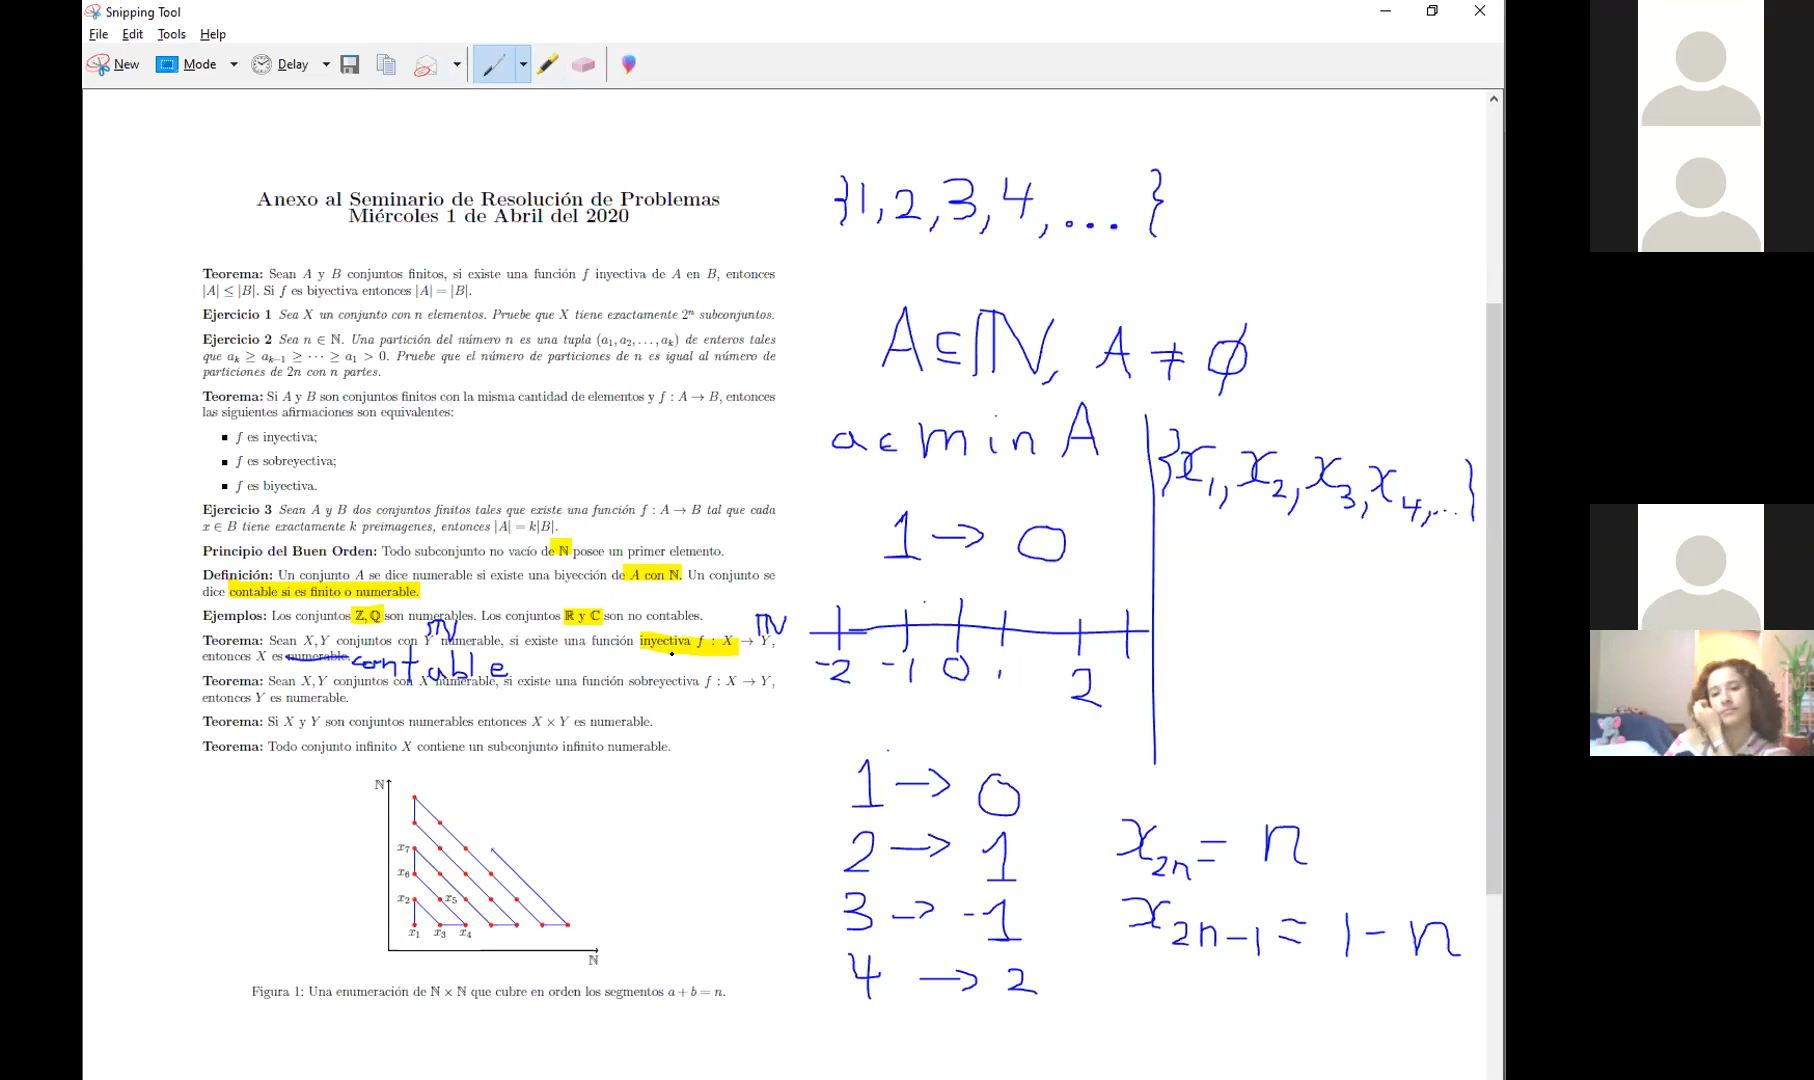 Snipping Tool
File Edit Tools Help
New Mode Delay
Anexo al Seminario de Resolución de Problemas
Miércoles 1 de Abril del 2020
Teorema: Sean A y B conjuntos finitos, si existe una función f inyectiva de A en B, entonces
|A| ≤ |B|. Si f es biyectiva entonces |A| = |B|.
Ejercicio 1 Sea X un conjunto con n elementos. Pruebe que X tiene exactamente 2ⁿ subconjuntos.
Ejercicio 2 Sea n ∈ ℕ. Una partición del número n es una tupla (a₁, a₂, . . . , aₖ) de enteros tales
que aₖ ≥ aₖ₋₁ ≥ · · · ≥ a₁ > 0. Pruebe que el número de particiones de n es igual al número de
particiones de 2n con n partes.
Teorema: Si A y B son conjuntos finitos con la misma cantidad de elementos y f : A → B, entonces
las siguientes afirmaciones son equivalentes:
■ f es inyectiva;
■ f es sobreyectiva;
■ f es biyectiva.
Ejercicio 3 Sean A y B dos conjuntos finitos tales que existe una función f : A → B tal que cada
x ∈ B tiene exactamente k preimagenes, entonces |A| = k|B|.
Principio del Buen Orden: Todo subconjunto no vacío de ℕ posee un primer elemento.
Definición: Un conjunto A se dice numerable si existe una biyección de A con ℕ. Un conjunto se
dice contable si es finito o numerable.
Ejemplos: Los conjuntos ℤ, ℚ son numerables. Los conjuntos ℝ y ℂ son no contables.
ℕ ℕ
Teorema: Sean X, Y conjuntos con Y numerable, si existe una función inyectiva f : X → Y,
entonces X es numerable. contable
Teorema: Sean X, Y conjuntos con X numerable, si existe una función sobreyectiva f : X → Y,
entonces Y es numerable.
Teorema: Si X y Y son conjuntos numerables entonces X × Y es numerable.
Teorema: Todo conjunto infinito X contiene un subconjunto infinito numerable.
ℕ
x₇
x₆
x₂ x₅
x₁ x₃ x₄
ℕ
Figura 1: Una enumeración de ℕ × ℕ que cubre en orden los segmentos a + b = n.
{1, 2, 3, 4, ... }
A ⊆ ℕ, A ≠ ∅
a ∈ min A
{x₁, x₂, x₃, x₄, ... }
1 → 0
-2 -1 0 1 2
1 → 0
2 → 1
3 → -1
4 → 2
x₂ₙ = n
x₂ₙ₋₁ = 1 - n